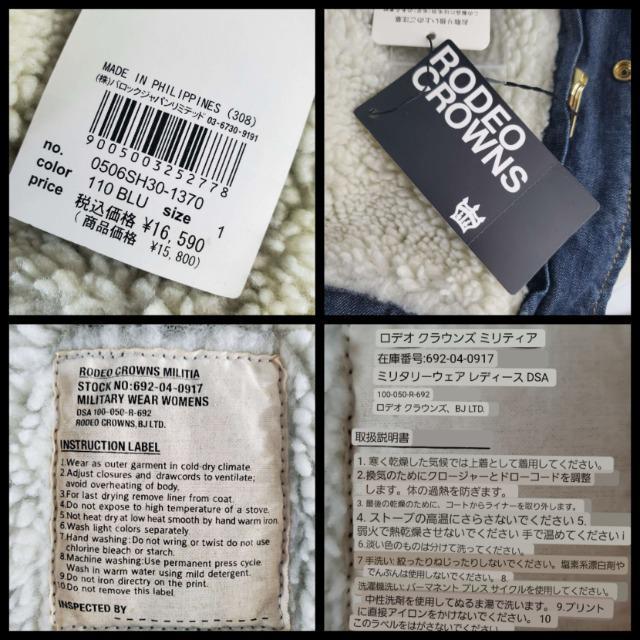 MADE IN PHILIPPINES (308)
(株)バロックジャパンリミテッド 03-6730-9191
9005003252778
no. 0506SH30-1370
color 110 BLU size 1
price 税込価格 ¥16,590
(商品価格 ¥15,800)
お取り扱い上のご注意
RODEO
CROWNS
RODEO CROWNS MILITIA
STOCK NO:692-04-0917
MILITARY WEAR WOMENS
DSA 100-050-R-692
RODEO CROWNS, BJ LTD.
INSTRUCTION LABEL
1.Wear as outer garment in cold-dry climate.
2.Adjust closures and drawcords to ventilate;
avoid overheating of body.
3.For last drying remove liner from coat.
4.Do not expose to high temperature of a stove.
5.Not heat dry at low heat smooth by hand warm iron.
6.Wash light colors separately.
7.Hand washing:Do not wring or twist do not use
chlorine bleach or starch.
8.Machine washing:Use permanent press cycle.
Wash in warm water using mild detergent.
9.Do not iron directly on the print.
10.Do not remove this label
INSPECTED BY
ロデオ クラウンズ ミリティア
在庫番号:692-04-0917
ミリタリーウェア レディース DSA
100-050-R-692
ロデオ クラウンズ、BJ LTD.
取扱説明書
1. 寒く乾燥した気候では上着として着用してください。
2.換気のためにクロージャーとドローコードを調整
します。体の過熱を防ぎます。
3. 最後の乾燥のために、コートからライナーを取り外します。
4. ストーブの高温にさらさないでください 5.
弱火で熱乾燥させないでください 手で温めてください i
6.淡い色のものは分けて洗ってください。
7 手洗い: 絞ったりねじったりしないでください。塩素系漂白剤や
でんぷんは使用しないでください。 8.
洗濯機洗い: パーマネント プレス サイクルを使用してください。
中性洗剤を使用してぬるま湯で洗います。 9.プリント
に直接アイロンをかけないでください。 10
このラベルをはがさないでください。